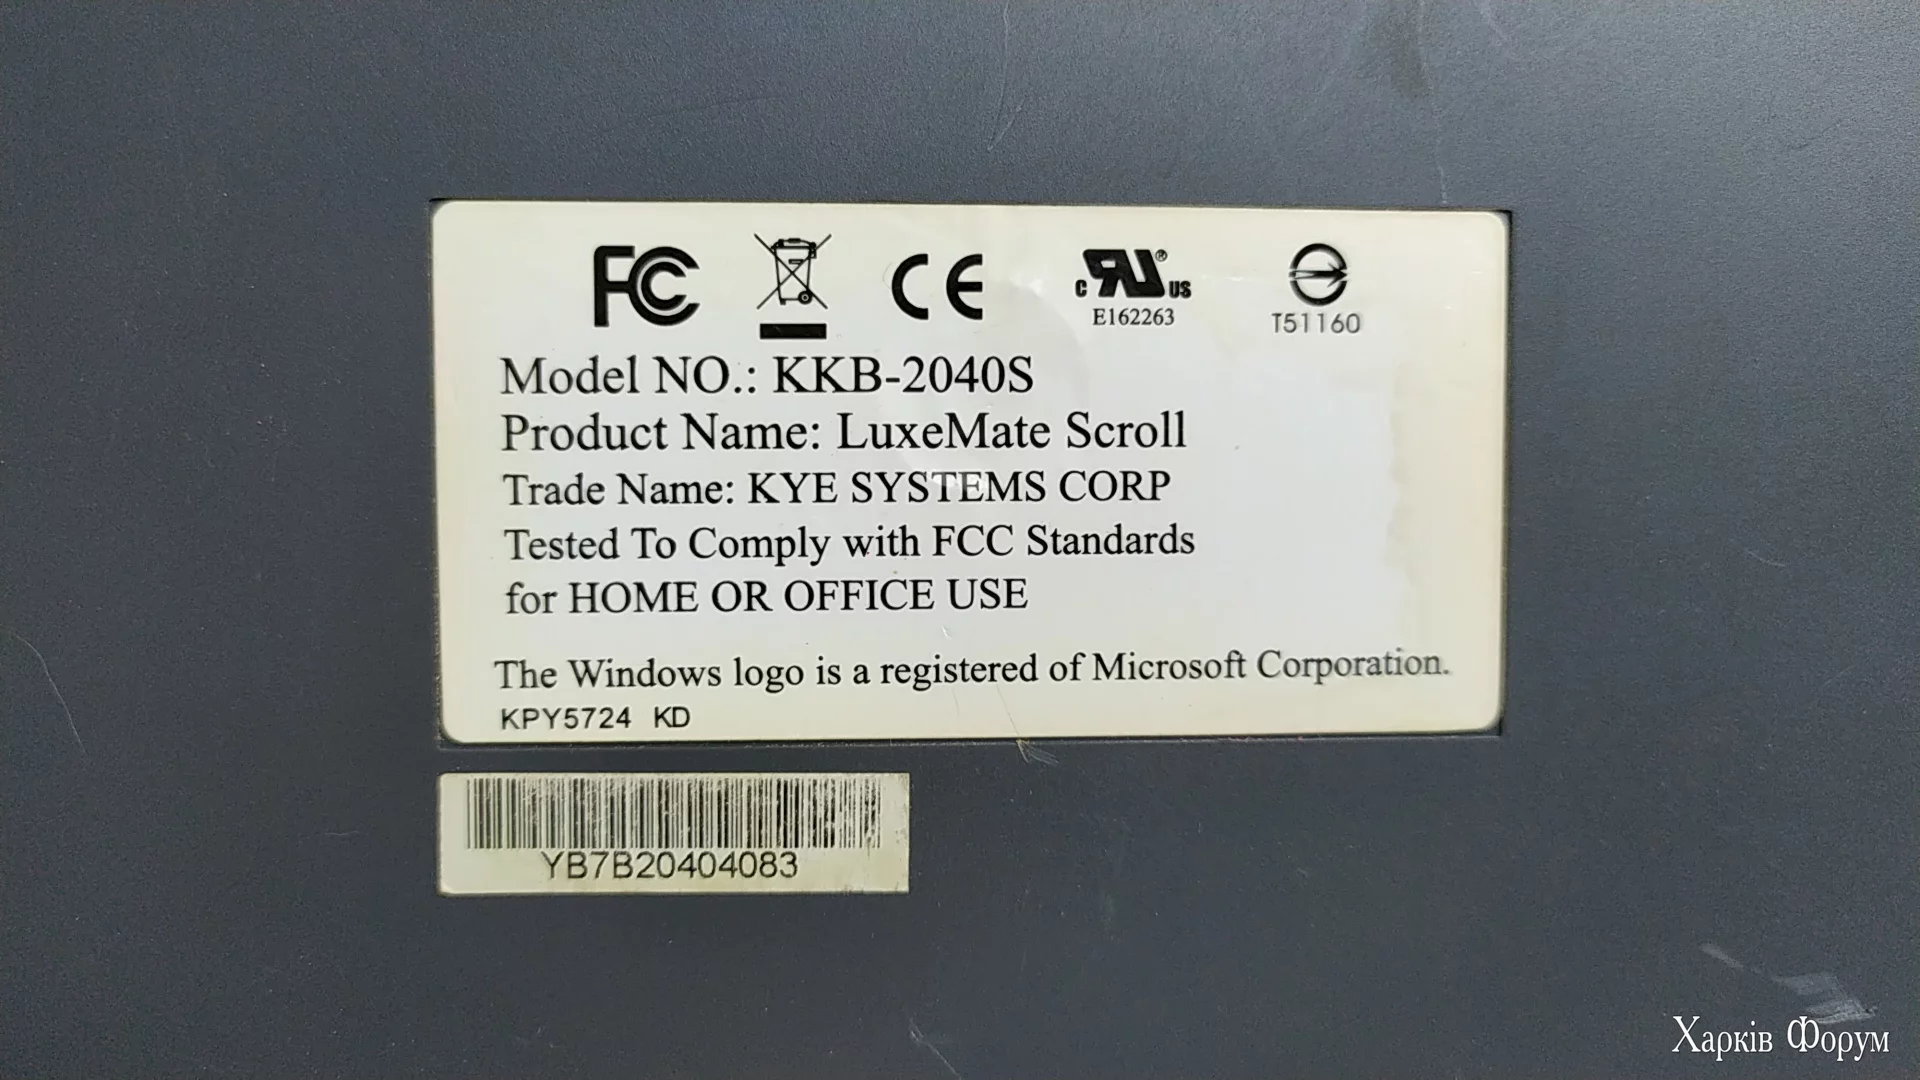 FC CE c RU® US
E162263 T51160
Model NO.: KKB-2040S
Product Name: LuxeMate Scroll
Trade Name: KYE SYSTEMS CORP
Tested To Comply with FCC Standards
for HOME OR OFFICE USE
The Windows logo is a registered of Microsoft Corporation.
KPY5724 KD
YB7B20404083
Харків Форум